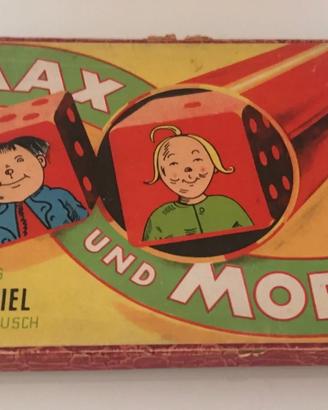 AAX
UND MOR
G
IEL
USCH